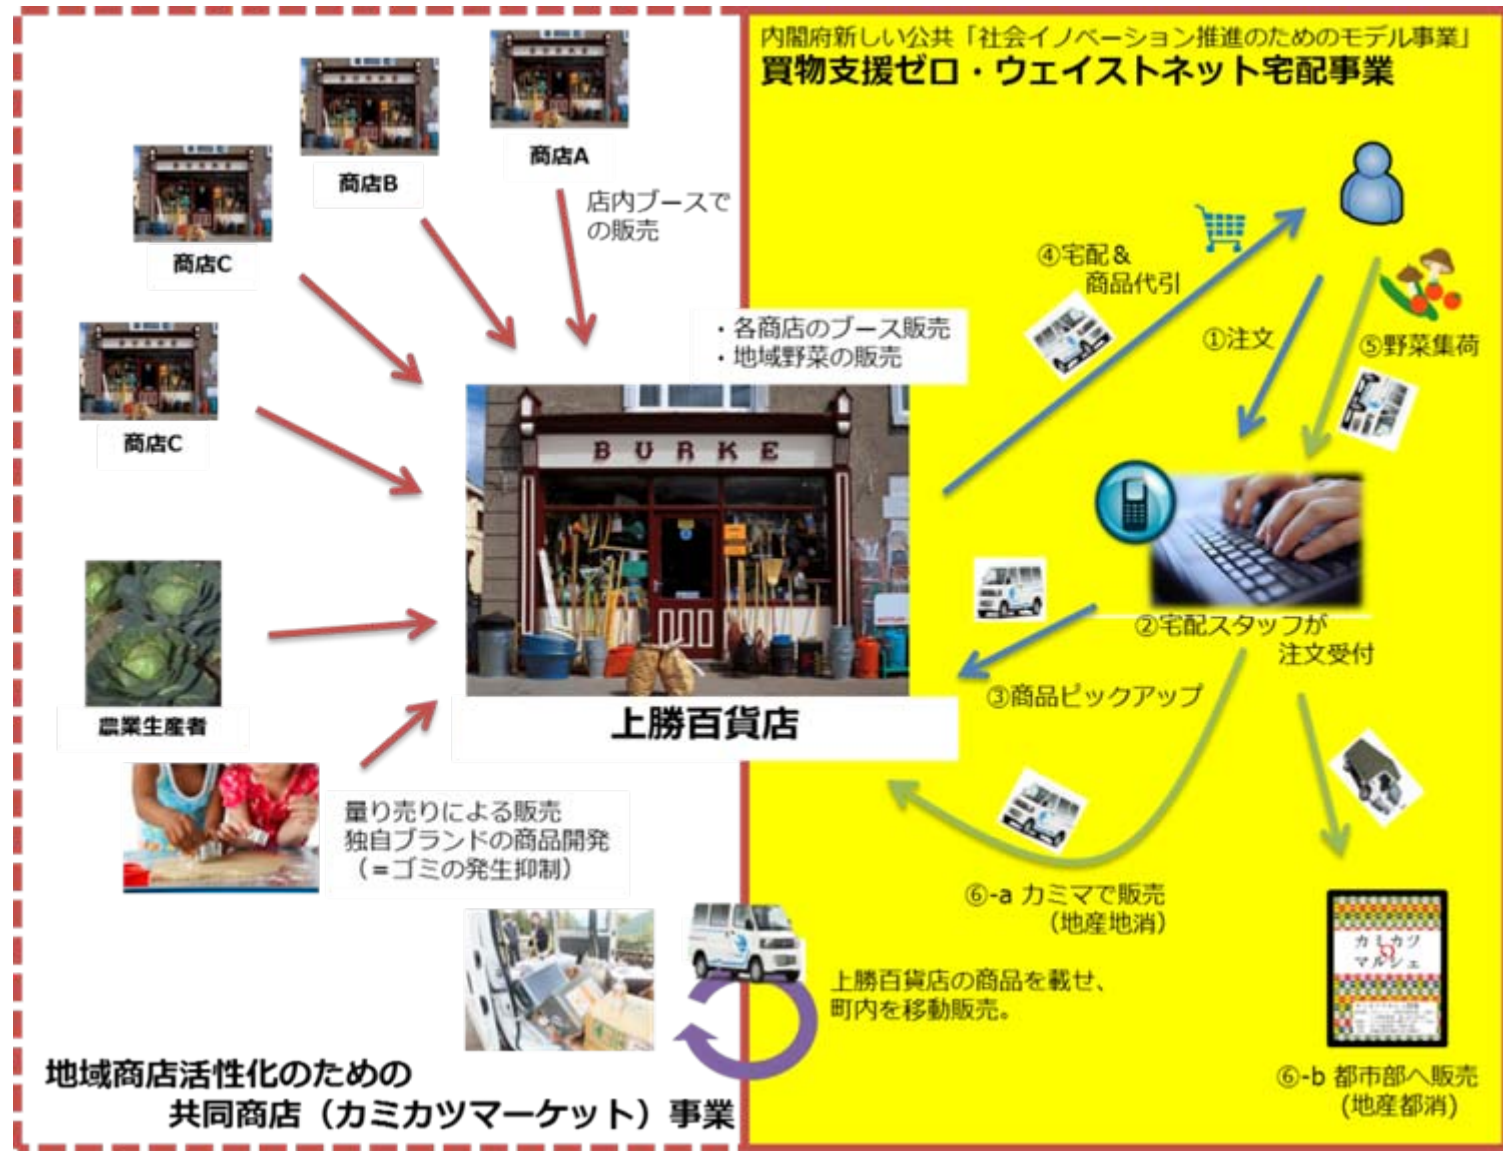 内閣府新しい公共「社会イノベーション推進のためのモデル事業」
買物支援ゼロ・ウェイストネット宅配事業
商店A
商店B
商店C
商店C
店内ブースで
の販売
・各商店のブース販売
・地域野菜の販売
BURKE
上勝百貨店
農業生産者
量り売りによる販売
独自ブランドの商品開発
（＝ゴミの発生抑制）
④宅配＆
商品代引
①注文
⑤野菜集荷
②宅配スタッフが
注文受付
③商品ピックアップ
⑥-a カミマで販売
（地産地消）
上勝百貨店の商品を載せ、
町内を移動販売。
カミカツ
マルシェ
⑥-b 都市部へ販売
(地産都消)
地域商店活性化のための
共同商店（カミカツマーケット）事業